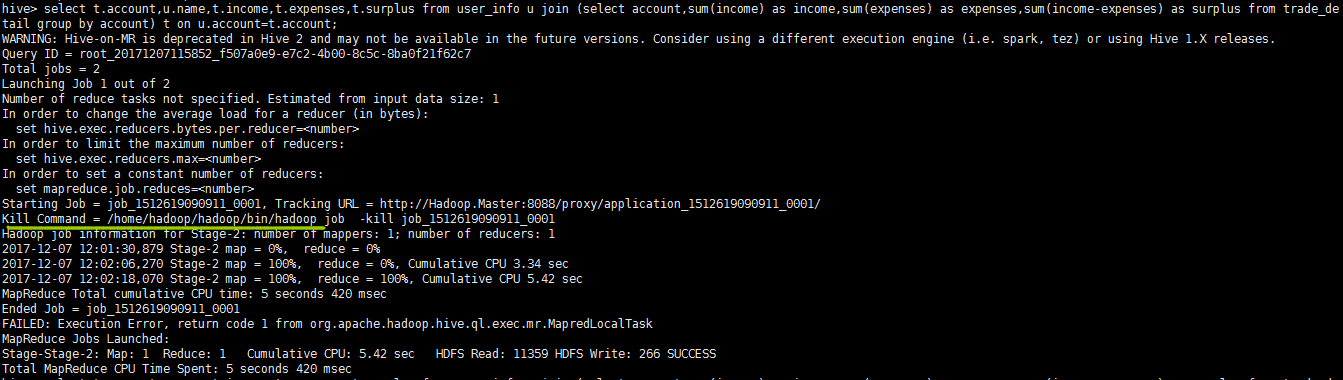 hive> select t.account,u.name,t.income,t.expenses,t.surplus from user_info u join (select account,sum(income) as income,sum(expenses) as expenses,sum(income-expenses) as surplus from trade_de
tail group by account) t on u.account=t.account;
WARNING: Hive-on-MR is deprecated in Hive 2 and may not be available in the future versions. Consider using a different execution engine (i.e. spark, tez) or using Hive 1.X releases.
Query ID = root_20171207115852_f507a0e9-e7c2-4b00-8c5c-8ba0f21f62c7
Total jobs = 2
Launching Job 1 out of 2
Number of reduce tasks not specified. Estimated from input data size: 1
In order to change the average load for a reducer (in bytes):
  set hive.exec.reducers.bytes.per.reducer=<number>
In order to limit the maximum number of reducers:
  set hive.exec.reducers.max=<number>
In order to set a constant number of reducers:
  set mapreduce.job.reduces=<number>
Starting Job = job_1512619090911_0001, Tracking URL = http://Hadoop.Master:8088/proxy/application_1512619090911_0001/
Kill Command = /home/hadoop/hadoop/bin/hadoop job  -kill job_1512619090911_0001
Hadoop job information for Stage-2: number of mappers: 1; number of reducers: 1
2017-12-07 12:01:30,879 Stage-2 map = 0%,  reduce = 0%
2017-12-07 12:02:06,270 Stage-2 map = 100%,  reduce = 0%, Cumulative CPU 3.34 sec
2017-12-07 12:02:18,070 Stage-2 map = 100%,  reduce = 100%, Cumulative CPU 5.42 sec
MapReduce Total cumulative CPU time: 5 seconds 420 msec
Ended Job = job_1512619090911_0001
FAILED: Execution Error, return code 1 from org.apache.hadoop.hive.ql.exec.mr.MapredLocalTask
MapReduce Jobs Launched:
Stage-Stage-2: Map: 1  Reduce: 1   Cumulative CPU: 5.42 sec   HDFS Read: 11359 HDFS Write: 266 SUCCESS
Total MapReduce CPU Time Spent: 5 seconds 420 msec